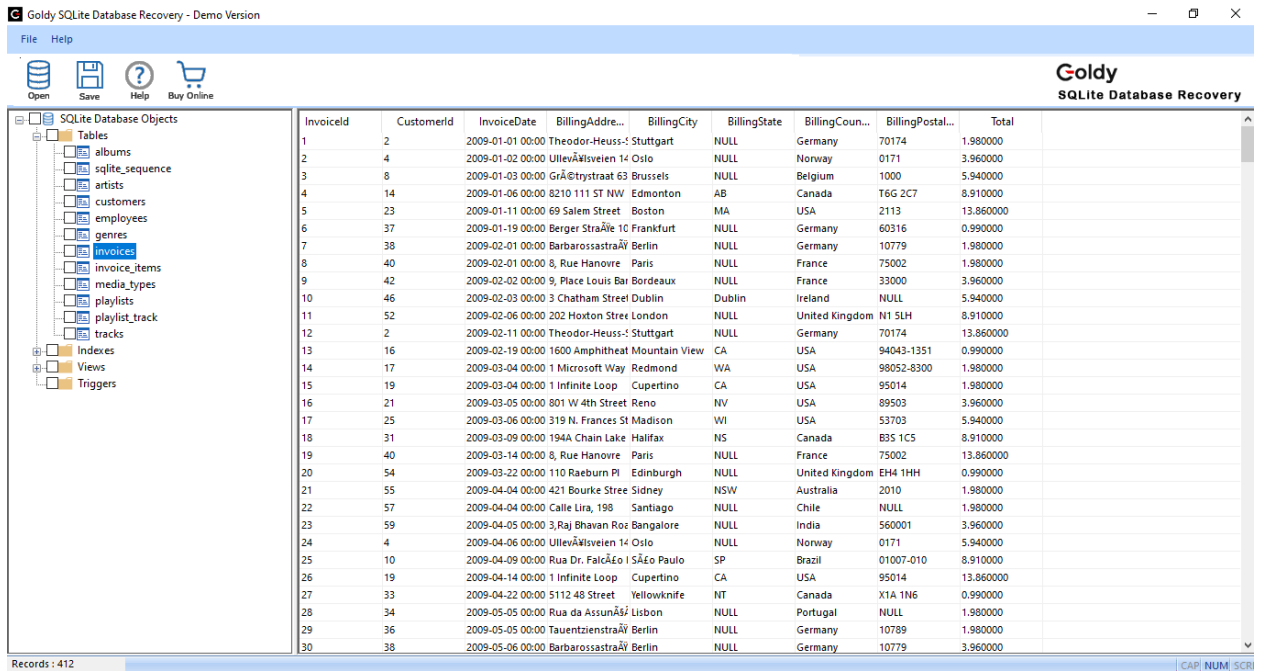 Goldy SQLite Database Recovery - Demo Version
File Help
Open Save Help Buy Online
Goldy
SQLite Database Recovery
SQLite Database Objects
Tables
albums
sqlite_sequence
artists
customers
employees
genres
invoices
invoice_items
media_types
playlists
playlist_track
tracks
Indexes
Views
Triggers
InvoiceId CustomerId InvoiceDate BillingAddre... BillingCity BillingState BillingCoun... BillingPostal... Total
1 2 2009-01-01 00:00 Theodor-Heuss-S Stuttgart NULL Germany 70174 1.980000
2 4 2009-01-02 00:00 UllevÃ¥lsveien 14 Oslo NULL Norway 0171 3.960000
3 8 2009-01-03 00:00 GrÃ©trystraat 63 Brussels NULL Belgium 1000 5.940000
4 14 2009-01-06 00:00 8210 111 ST NW Edmonton AB Canada T6G 2C7 8.910000
5 23 2009-01-11 00:00 69 Salem Street Boston MA USA 2113 13.860000
6 37 2009-01-19 00:00 Berger StraÃŸe 10 Frankfurt NULL Germany 60316 0.990000
7 38 2009-02-01 00:00 BarbarossastraÃŸ Berlin NULL Germany 10779 1.980000
8 40 2009-02-01 00:00 8, Rue Hanovre Paris NULL France 75002 1.980000
9 42 2009-02-02 00:00 9, Place Louis Bar Bordeaux NULL France 33000 3.960000
10 46 2009-02-03 00:00 3 Chatham Street Dublin Dublin Ireland NULL 5.940000
11 52 2009-02-06 00:00 202 Hoxton Stree London NULL United Kingdom N1 5LH 8.910000
12 2 2009-02-11 00:00 Theodor-Heuss-S Stuttgart NULL Germany 70174 13.860000
13 16 2009-02-19 00:00 1600 Amphitheat Mountain View CA USA 94043-1351 0.990000
14 17 2009-03-04 00:00 1 Microsoft Way Redmond WA USA 98052-8300 1.980000
15 19 2009-03-04 00:00 1 Infinite Loop Cupertino CA USA 95014 1.980000
16 21 2009-03-05 00:00 801 W 4th Street Reno NV USA 89503 3.960000
17 25 2009-03-06 00:00 319 N. Frances St Madison WI USA 53703 5.940000
18 31 2009-03-09 00:00 194A Chain Lake Halifax NS Canada B3S 1C5 8.910000
19 40 2009-03-14 00:00 8, Rue Hanovre Paris NULL France 75002 13.860000
20 54 2009-03-22 00:00 110 Raeburn Pl Edinburgh NULL United Kingdom EH4 1HH 0.990000
21 55 2009-04-04 00:00 421 Bourke Stree Sidney NSW Australia 2010 1.980000
22 57 2009-04-04 00:00 Calle Lira, 198 Santiago NULL Chile NULL 1.980000
23 59 2009-04-05 00:00 3,Raj Bhavan Roa Bangalore NULL India 560001 3.960000
24 4 2009-04-06 00:00 UllevÃ¥lsveien 14 Oslo NULL Norway 0171 5.940000
25 10 2009-04-09 00:00 Rua Dr. FalcÃ£o I SÃ£o Paulo SP Brazil 01007-010 8.910000
26 19 2009-04-14 00:00 1 Infinite Loop Cupertino CA USA 95014 13.860000
27 33 2009-04-22 00:00 5112 48 Street Yellowknife NT Canada X1A 1N6 0.990000
28 34 2009-05-05 00:00 Rua da AssunÃ§Ã Lisbon NULL Portugal NULL 1.980000
29 36 2009-05-05 00:00 TauentzienstraÃŸ Berlin NULL Germany 10789 1.980000
30 38 2009-05-06 00:00 BarbarossastraÃŸ Berlin NULL Germany 10779 3.960000
Records : 412
CAP NUM SCR